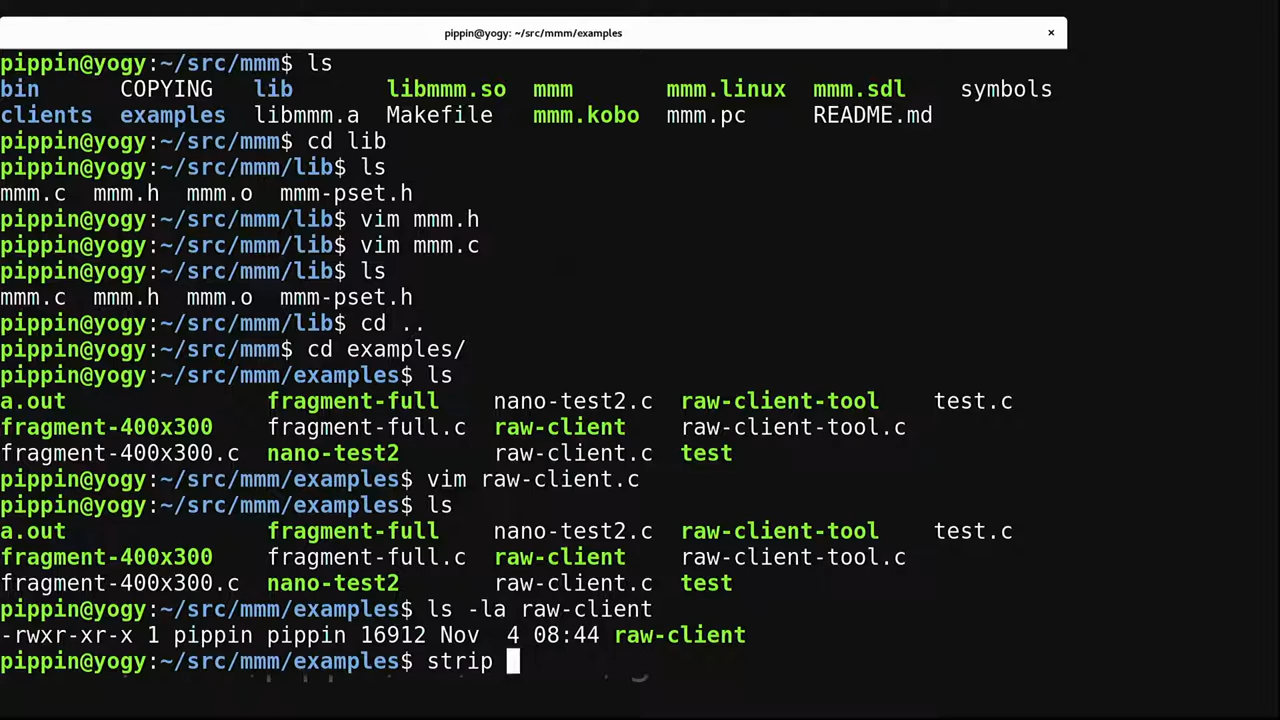 pippin@yogy: ~/src/mmm/examples ×
pippin@yogy:~/src/mmm$ ls
bin COPYING lib libmmm.so mmm mmm.linux mmm.sdl symbols
clients examples libmmm.a Makefile mmm.kobo mmm.pc README.md
pippin@yogy:~/src/mmm$ cd lib
pippin@yogy:~/src/mmm/lib$ ls
mmm.c mmm.h mmm.o mmm-pset.h
pippin@yogy:~/src/mmm/lib$ vim mmm.h
pippin@yogy:~/src/mmm/lib$ vim mmm.c
pippin@yogy:~/src/mmm/lib$ ls
mmm.c mmm.h mmm.o mmm-pset.h
pippin@yogy:~/src/mmm/lib$ cd ..
pippin@yogy:~/src/mmm$ cd examples/
pippin@yogy:~/src/mmm/examples$ ls
a.out fragment-full nano-test2.c raw-client-tool test.c
fragment-400x300 fragment-full.c raw-client raw-client-tool.c
fragment-400x300.c nano-test2 raw-client.c test
pippin@yogy:~/src/mmm/examples$ vim raw-client.c
pippin@yogy:~/src/mmm/examples$ ls
a.out fragment-full nano-test2.c raw-client-tool test.c
fragment-400x300 fragment-full.c raw-client raw-client-tool.c
fragment-400x300.c nano-test2 raw-client.c test
pippin@yogy:~/src/mmm/examples$ ls -la raw-client
-rwxr-xr-x 1 pippin pippin 16912 Nov 4 08:44 raw-client
pippin@yogy:~/src/mmm/examples$ strip